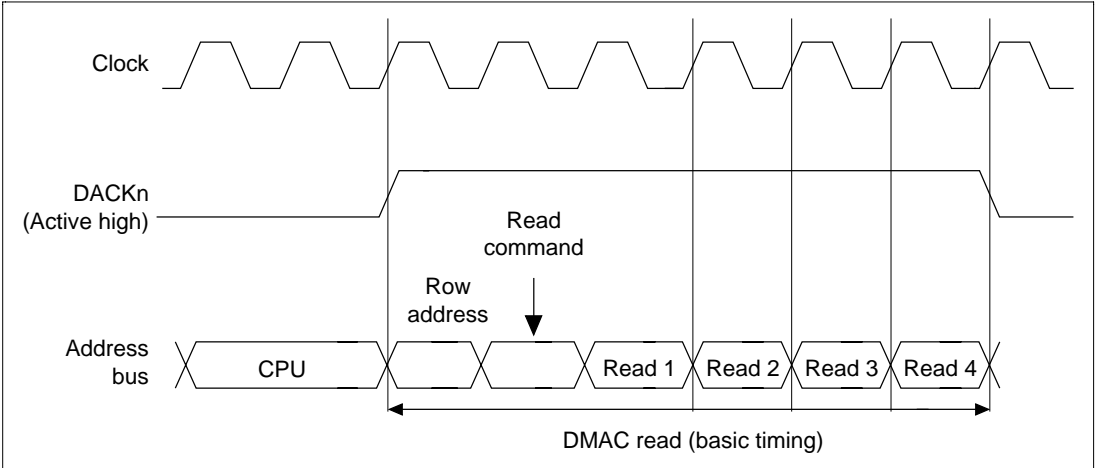 Clock
DACKn
(Active high)
Read
command
Row
address
Address
bus
CPU
Read 1
Read 2
Read 3
Read 4
DMAC read (basic timing)